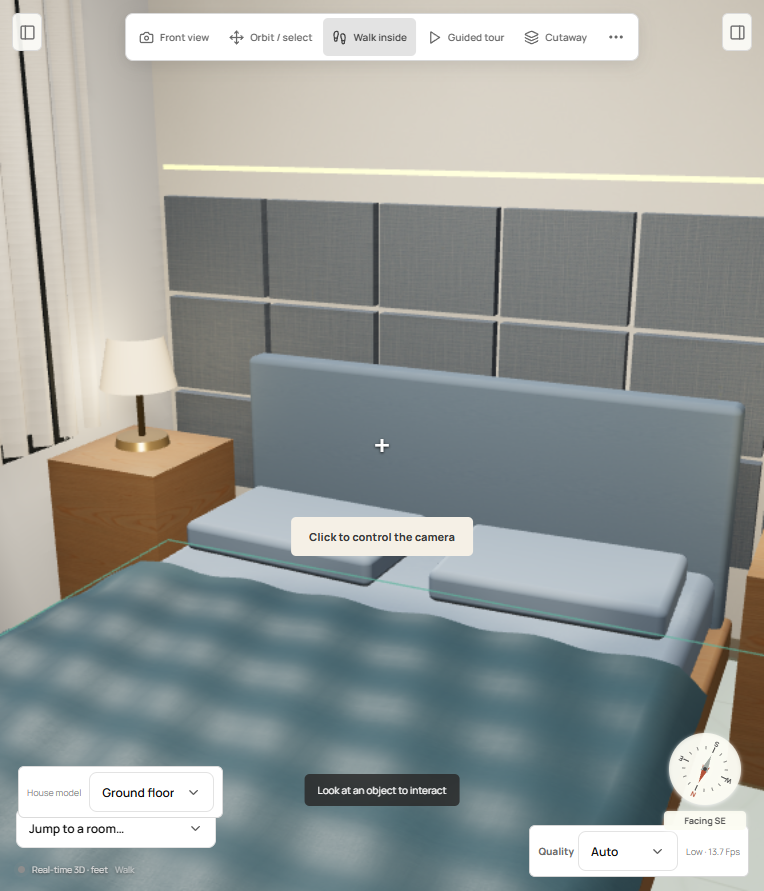 Front view
Orbit / select
Walk inside
Guided tour
Cutaway
Click to control the camera
House model
Ground floor
Look at an object to interact
Jump to a room...
S
E
W
N
Facing SE
Quality
Auto
Low · 13.7 Fps
Real-time 3D · feet
Walk